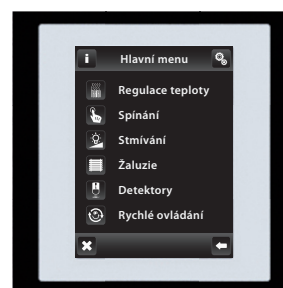 i Hlavní menu
Regulace teploty
Spínání
Stmívání
Žaluzie
Detektory
Rychlé ovládání